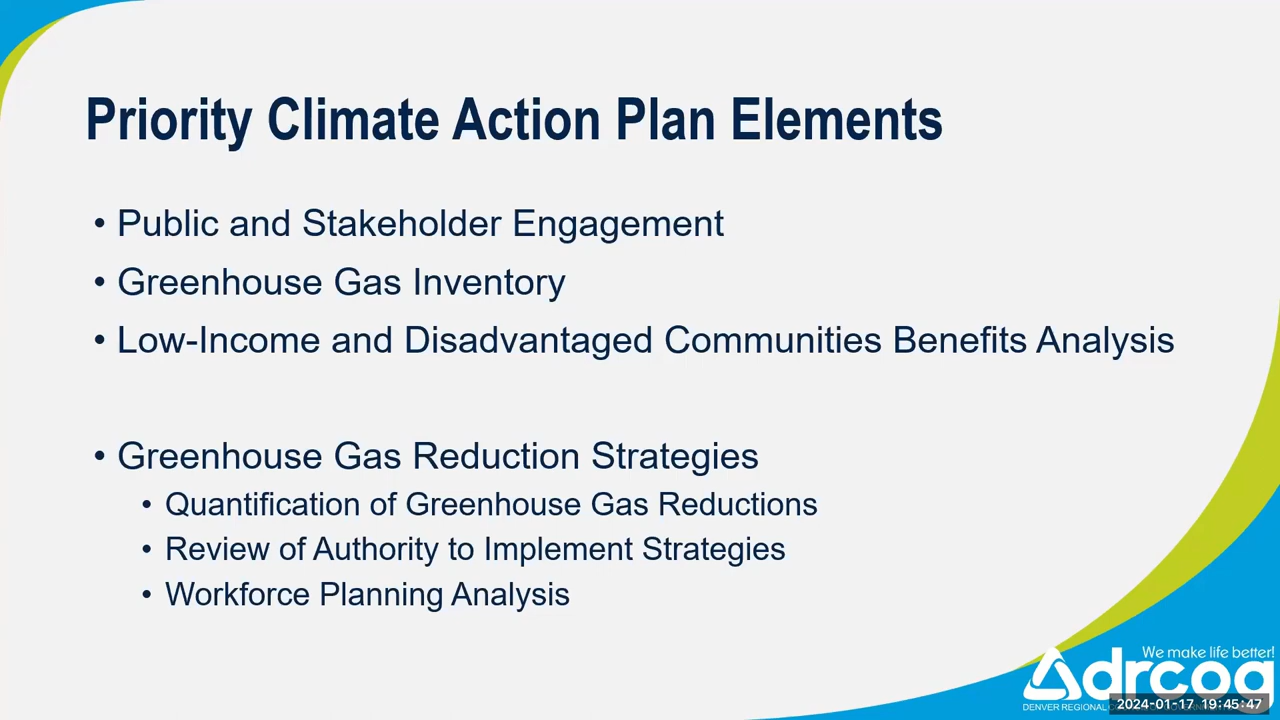 Priority Climate Action Plan Elements
• Public and Stakeholder Engagement
• Greenhouse Gas Inventory
• Low-Income and Disadvantaged Communities Benefits Analysis
• Greenhouse Gas Reduction Strategies
• Quantification of Greenhouse Gas Reductions
• Review of Authority to Implement Strategies
• Workforce Planning Analysis
We make life better!
drcog
DENVER REGIONAL
2024-01-17 19:45:47